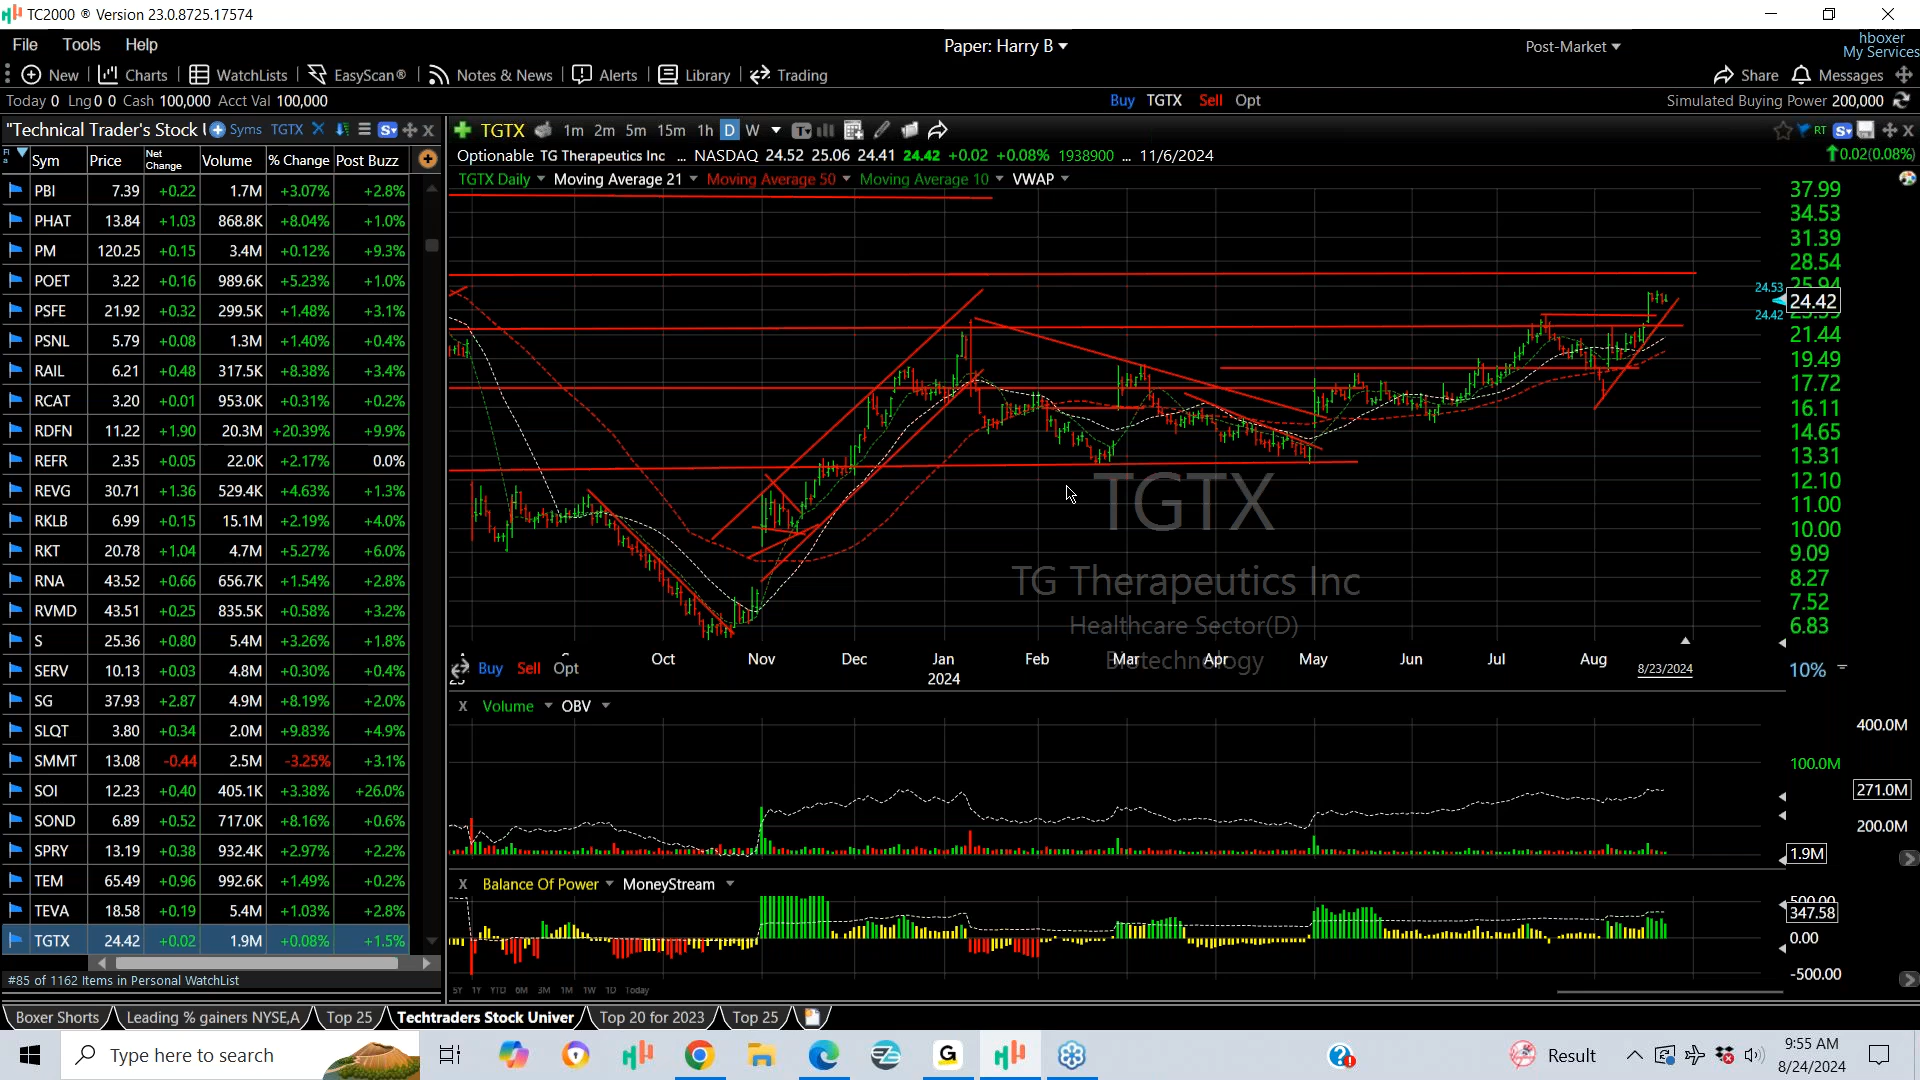 TC2000 ® Version 23.0.8725.17574
File Tools Help
Paper: Harry B
Post-Market
hboxer
My Services
New Charts WatchLists EasyScan® Notes & News Alerts Library Trading
Share Messages
Today 0 Lng 0 0 Cash 100,000 Acct Val 100,000
Buy TGTX Sell Opt
Simulated Buying Power 200,000
"Technical Trader's Stock U Syms TGTX
TGTX 1m 2m 5m 15m 1h D W
RT
Sym Price Net Change Volume % Change Post Buzz
Optionable TG Therapeutics Inc ... NASDAQ 24.52 25.06 24.41 24.42 +0.02 +0.08% 1938900 ... 11/6/2024
0.02(0.08%)
TGTX Daily Moving Average 21 Moving Average 50 Moving Average 10 VWAP
PBI 7.39 +0.22 1.7M +3.07% +2.8%
PHAT 13.84 +1.03 868.8K +8.04% +1.0%
PM 120.25 +0.15 3.4M +0.12% +9.3%
POET 3.22 +0.16 989.6K +5.23% +1.0%
PSFE 21.92 +0.32 299.5K +1.48% +3.1%
PSNL 5.79 +0.08 1.3M +1.40% +0.4%
RAIL 6.21 +0.48 317.5K +8.38% +3.4%
RCAT 3.20 +0.01 953.0K +0.31% +0.2%
RDFN 11.22 +1.90 20.3M +20.39% +9.9%
REFR 2.35 +0.05 22.0K +2.17% 0.0%
REVG 30.71 +1.36 529.4K +4.63% +1.3%
RKLB 6.99 +0.15 15.1M +2.19% +4.0%
RKT 20.78 +1.04 4.7M +5.27% +6.0%
RNA 43.52 +0.66 656.7K +1.54% +2.8%
RVMD 43.51 +0.25 835.5K +0.58% +3.2%
S 25.36 +0.80 5.4M +3.26% +1.8%
SERV 10.13 +0.03 4.8M +0.30% +0.4%
SG 37.93 +2.87 4.9M +8.19% +2.0%
SLQT 3.80 +0.34 2.0M +9.83% +4.9%
SMMT 13.08 -0.44 2.5M -3.25% +3.1%
SOI 12.23 +0.40 405.1K +3.38% +26.0%
SOND 6.89 +0.52 717.0K +8.16% +0.6%
SPRY 13.19 +0.38 932.4K +2.97% +2.2%
TEM 65.49 +0.96 992.6K +1.49% +0.2%
TEVA 18.58 +0.19 5.4M +1.03% +2.8%
TGTX 24.42 +0.02 1.9M +0.08% +1.5%
#85 of 1162 Items in Personal WatchList
37.99
34.53
31.39
28.54
24.53
24.42
24.42
21.44
19.49
17.72
16.11
14.65
13.31
12.10
11.00
10.00
9.09
8.27
7.52
6.83
10%
TGTX
TG Therapeutics Inc
Healthcare Sector(D)
Biotechnology
Oct Nov Dec Jan Feb Mar Apr May Jun Jul Aug
2024
8/23/2024
Buy Sell Opt
X Volume OBV
400.0M
100.0M
271.0M
200.0M
1.9M
X Balance Of Power MoneyStream
347.58
0.00
-500.00
5Y 1Y YTD 6M 3M 1M 1W 1D Today
Boxer Shorts Leading % gainers NYSE,A Top 25 Techtraders Stock Univer Top 20 for 2023 Top 25
Type here to search
Result
9:55 AM
8/24/2024